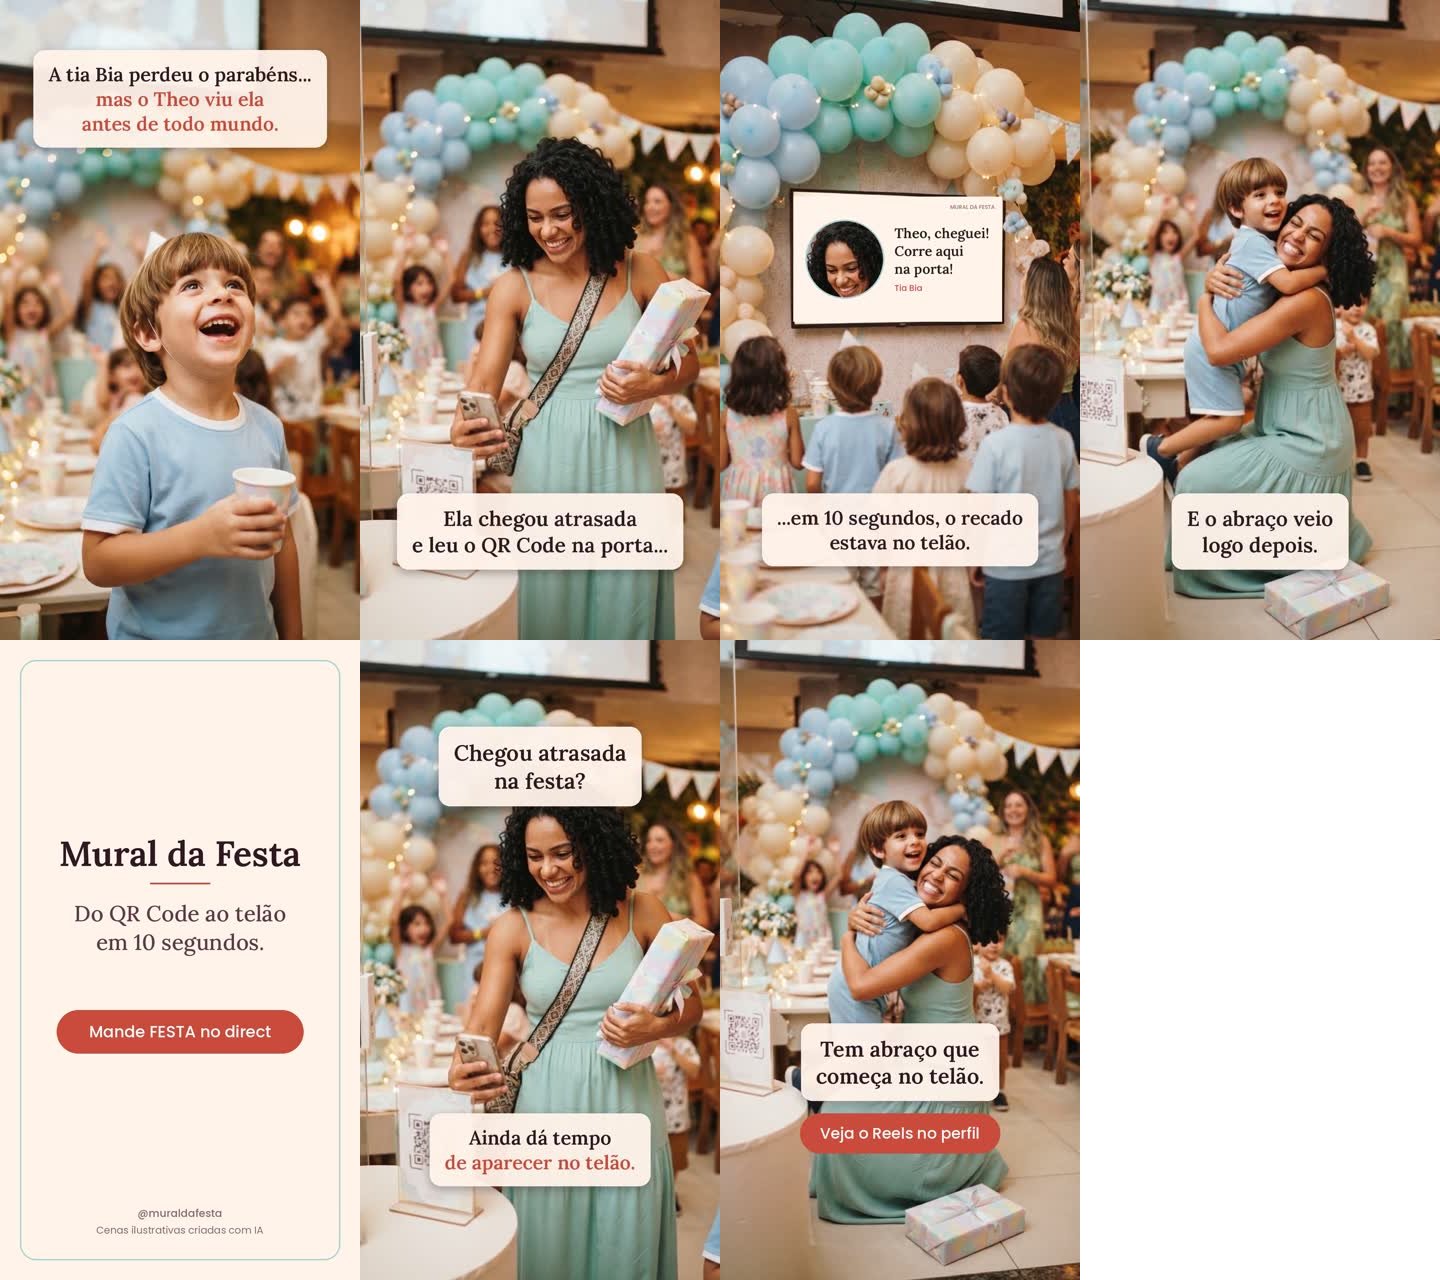 A tia Bia perdeu o parabéns...
mas o Theo viu ela
antes de todo mundo.
Ela chegou atrasada
e leu o QR Code na porta...
MURAL DA FESTA
Theo, cheguei!
Corre aqui
na porta!
Tia Bia
...em 10 segundos, o recado
estava no telão.
E o abraço veio
logo depois.
Mural da Festa
Do QR Code ao telão
em 10 segundos.
Mande FESTA no direct
@muraldafesta
Cenas ilustrativas criadas com IA
Chegou atrasada
na festa?
Ainda dá tempo
de aparecer no telão.
Tem abraço que
começa no telão.
Veja o Reels no perfil